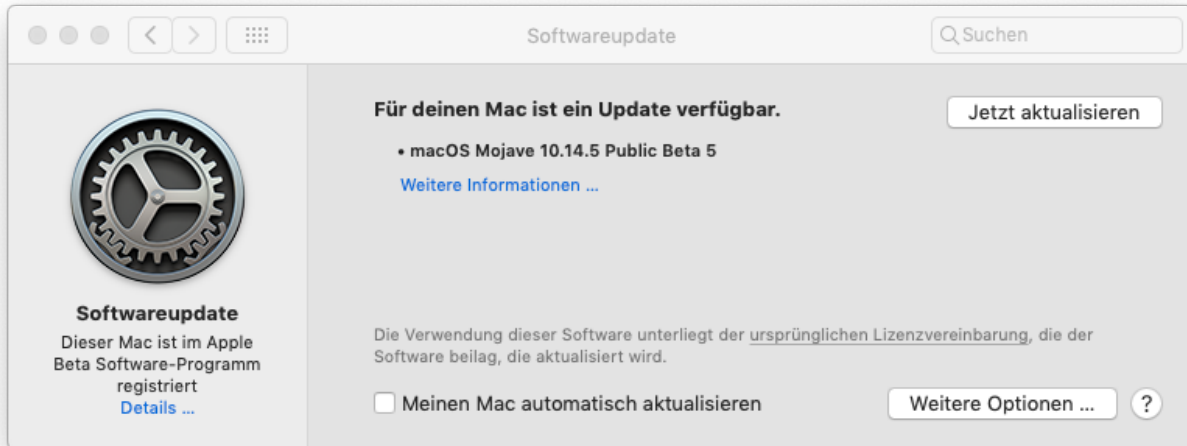 Softwareupdate
Suchen
Für deinen Mac ist ein Update verfügbar.
Jetzt aktualisieren
• macOS Mojave 10.14.5 Public Beta 5
Weitere Informationen ...
Softwareupdate
Dieser Mac ist im Apple
Beta Software-Programm
registriert
Details ...
Die Verwendung dieser Software unterliegt der ursprünglichen Lizenzvereinbarung, die der
Software beilag, die aktualisiert wird.
Meinen Mac automatisch aktualisieren
Weitere Optionen ...
?